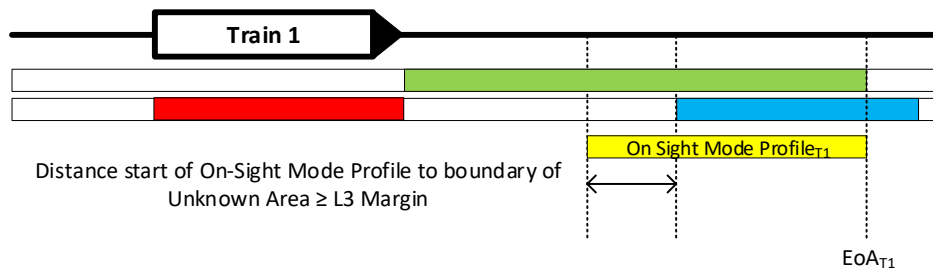 Train 1
On Sight Mode ProfileT1
Distance start of On-Sight Mode Profile to boundary of
Unknown Area ≥ L3 Margin
EoAT1